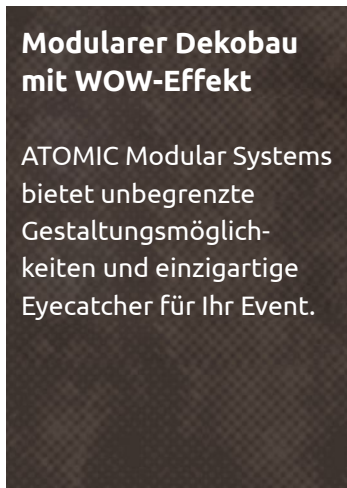 Modularer Dekobau
mit WOW-Effekt
ATOMIC Modular Systems
bietet unbegrenzte
Gestaltungsmöglich-
keiten und einzigartige
Eyecatcher für Ihr Event.